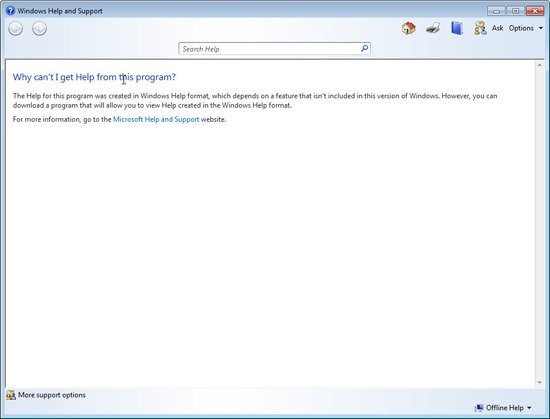 Windows Help and Support
Ask Options
Search Help
Why can't I get Help from this program?
The Help for this program was created in Windows Help format, which depends on a feature that isn't included in this version of Windows. However, you can
download a program that will allow you to view Help created in the Windows Help format.
For more information, go to the Microsoft Help and Support website.
More support options
Offline Help